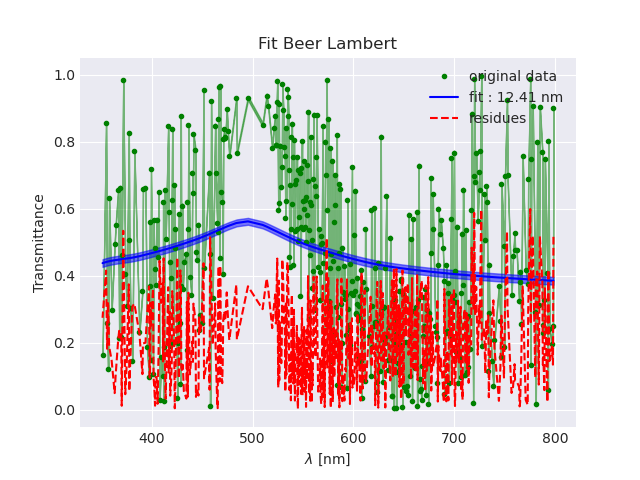 Fit Beer Lambert
original data
fit : 12.41 nm
residues
Transmittance
1.0
0.8
0.6
0.4
0.2
0.0
400
500
600
700
800
λ [nm]